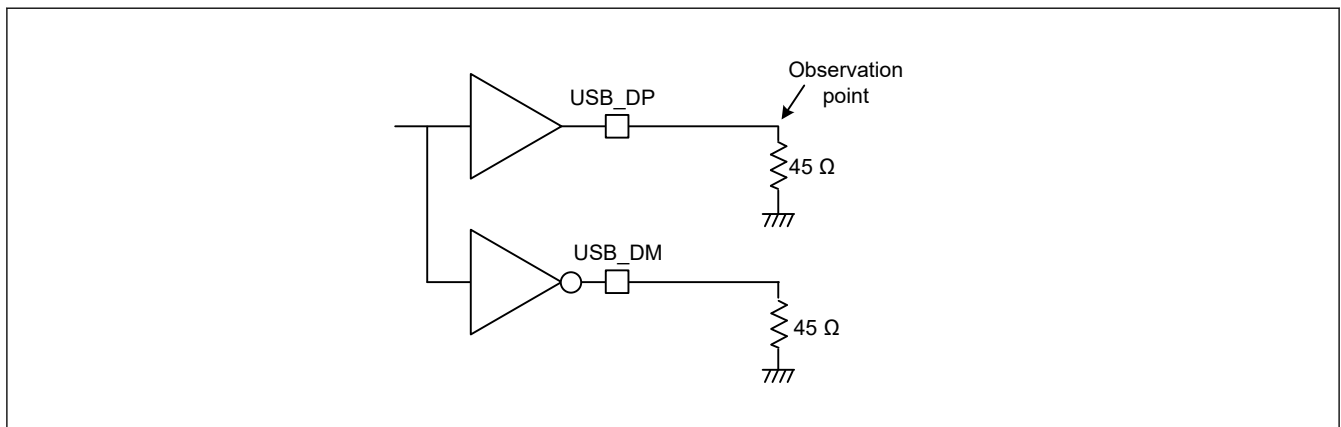 Observation
point
USB_DP
45 Ω
USB_DM
45 Ω